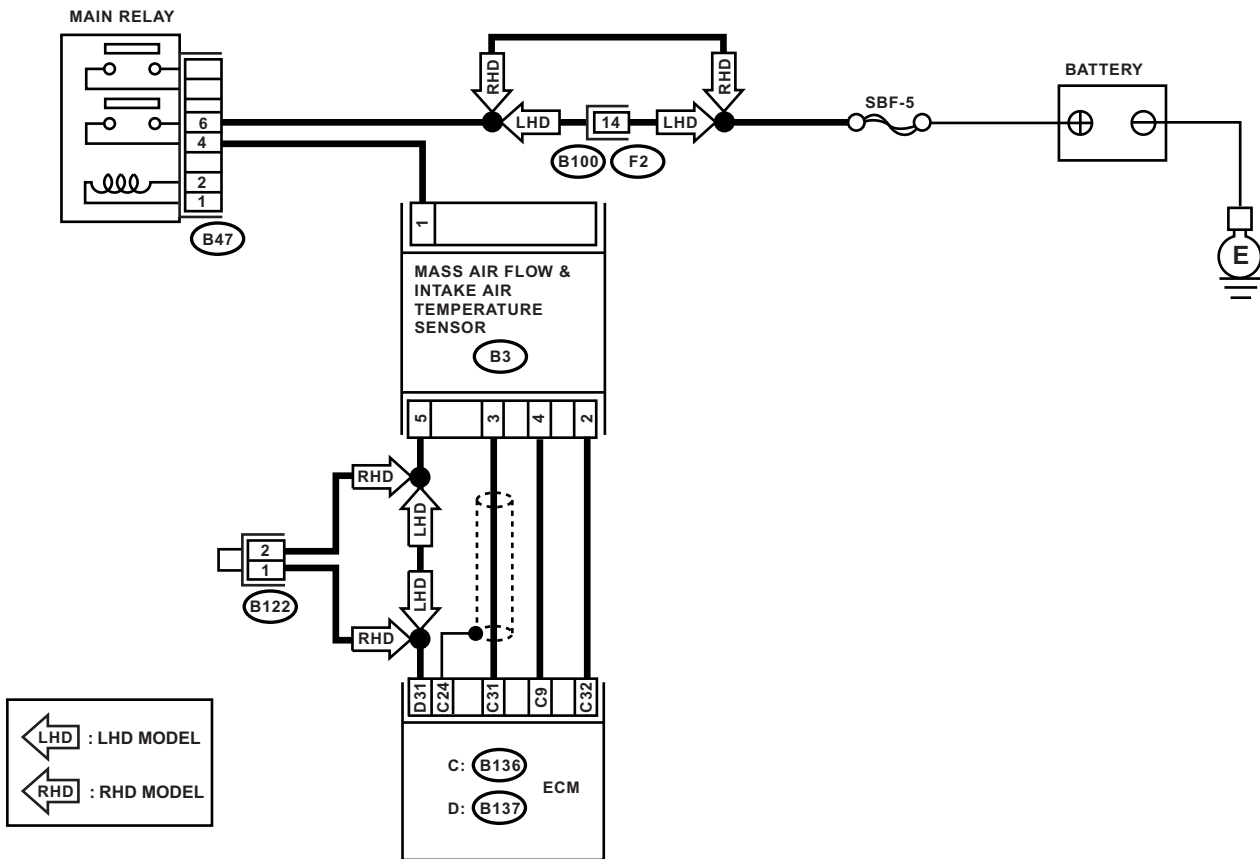 MAIN RELAY
6
4
2
1
B47
RHD
RHD
LHD
14
LHD
B100
F2
SBF-5
BATTERY
E
1
MASS AIR FLOW &
INTAKE AIR
TEMPERATURE
SENSOR
B3
5
3
4
2
RHD
LHD
2
1
B122
LHD
RHD
D31
C24
C31
C9
C32
C: B136
ECM
D: B137
LHD : LHD MODEL
RHD : RHD MODEL